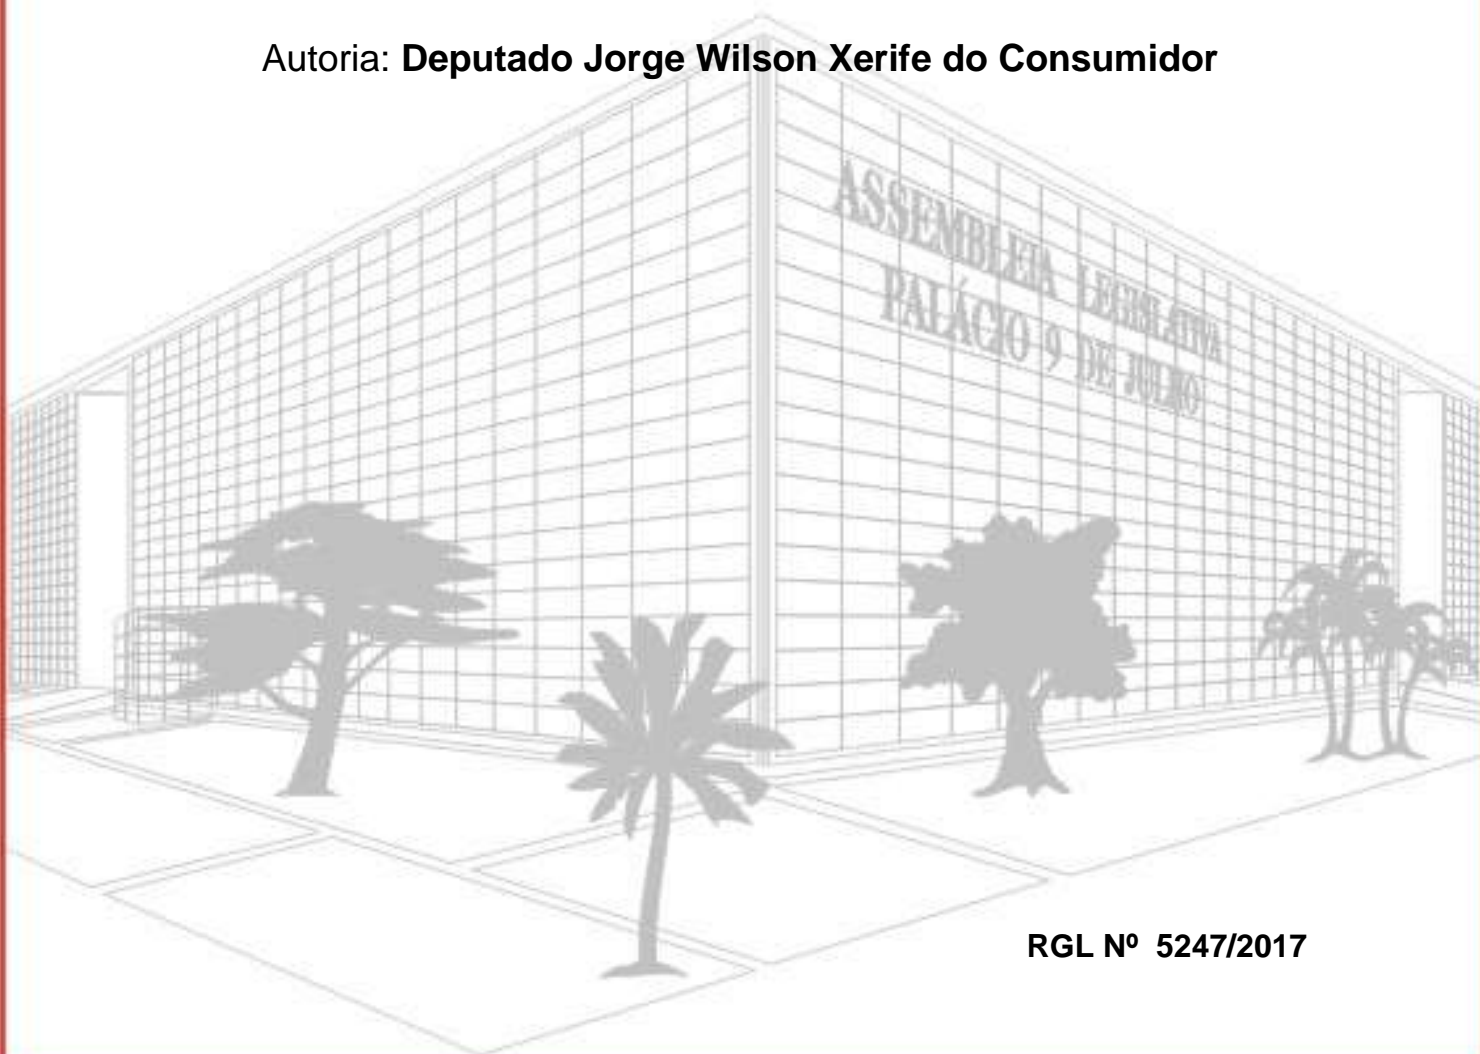 Autoria: Deputado Jorge Wilson Xerife do Consumidor
ASSEMBLEIA LEGISLATIVA
PALÁCIO 9 DE JULHO
RGL Nº 5247/2017